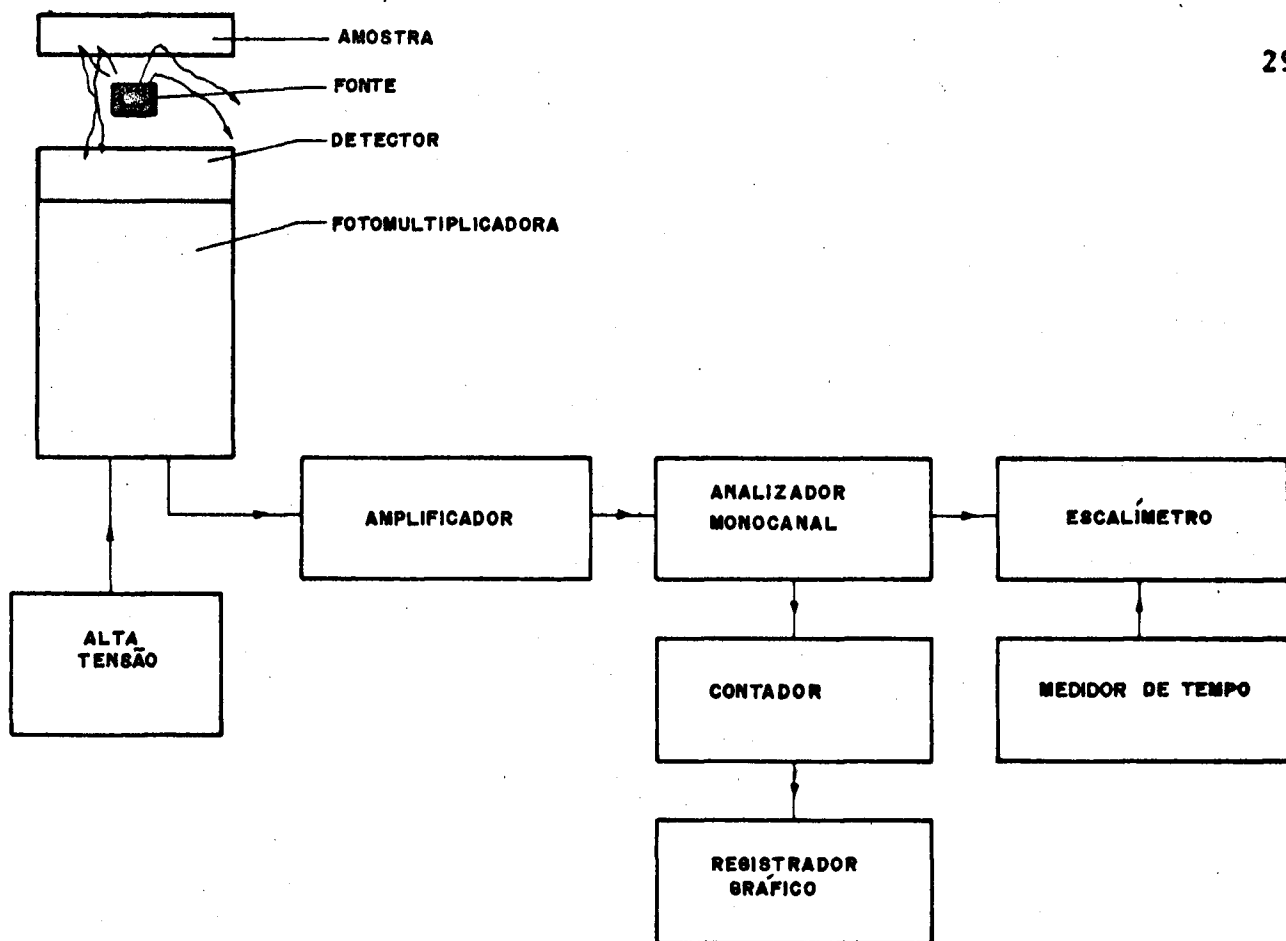 AMOSTRA
29
FONTE
DETECTOR
FOTOMULTIPLICADORA
AMPLIFICADOR
ANALIZADOR
MONOCANAL
ESCALÍMETRO
ALTA
TENSÃO
CONTADOR
MEDIDOR DE TEMPO
REGISTRADOR
GRÁFICO